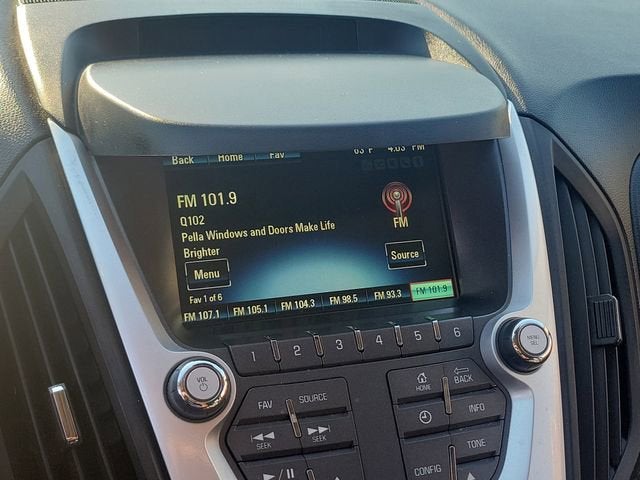 Back Home Fav 63°F 4:03 PM
FM 101.9
Q102
Pella Windows and Doors Make Life
Brighter
FM
Menu
Source
Fav 1 of 6
FM 107.1 FM 105.1 FM 104.3 FM 98.5 FM 93.3 FM 101.9
1 2 3 4 5 6
VOL
MENU
SEL
FAV SOURCE
HOME BACK
SEEK SEEK
INFO
TONE
CONFIG